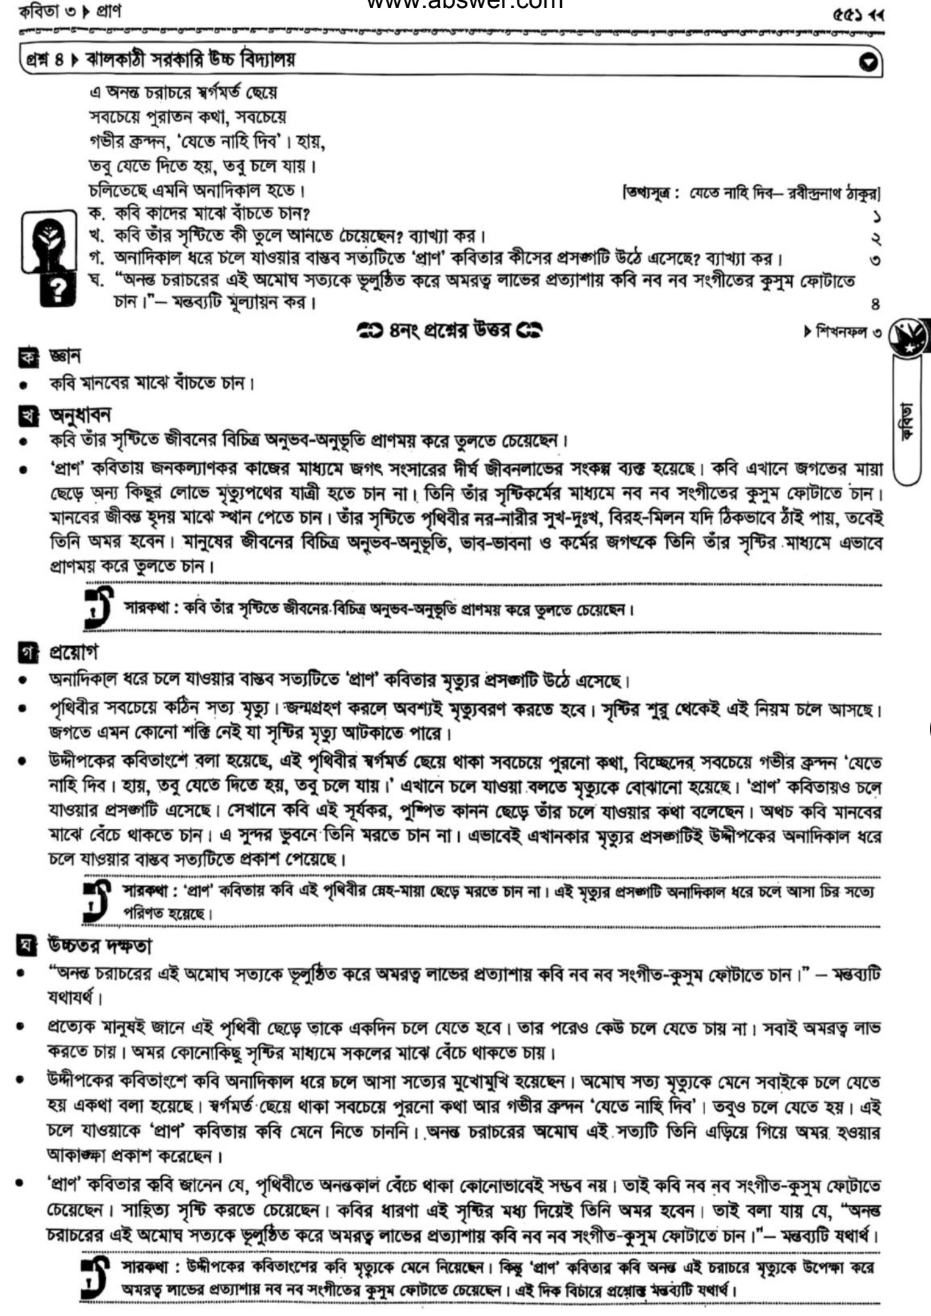 www.abswer.com
কবিতা ৩ ▶ প্রাণ
৫৫১ ◀◀
প্রশ্ন ৪ ▶ ঝালকাঠী সরকারি উচ্চ বিদ্যালয়
এ অনন্ত চরাচরে স্বর্গমর্ত ছেয়ে
সবচেয়ে পুরাতন কথা, সবচেয়ে
গভীর ক্রন্দন, ‘যেতে নাহি দিব’। হায়,
তবু যেতে দিতে হয়, তবু চলে যায়।
চলিতেছে এমনি অনাদিকাল হতে।
[তথ্যসূত্র : যেতে নাহি দিব— রবীন্দ্রনাথ ঠাকুর]
ক. কবি কাদের মাঝে বাঁচতে চান? ১
খ. কবি তাঁর সৃষ্টিতে কী তুলে আনতে চেয়েছেন? ব্যাখ্যা কর। ২
গ. অনাদিকাল ধরে চলে যাওয়ার বাস্তব সত্যটিতে ‘প্রাণ’ কবিতার কীসের প্রসঙ্গটি উঠে এসেছে? ব্যাখ্যা কর। ৩
ঘ. “অনন্ত চরাচরের এই অমোঘ সত্যকে ভূলুণ্ঠিত করে অমরত্ব লাভের প্রত্যাশায় কবি নব নব সংগীতের কুসুম ফোটাতে
চান।”— মন্তব্যটি মূল্যায়ন কর। ৪
৪নং প্রশ্নের উত্তর
▶ শিখনফল ৩
কবিতা
ক জ্ঞান
● কবি মানবের মাঝে বাঁচতে চান।
খ অনুধাবন
● কবি তাঁর সৃষ্টিতে জীবনের বিচিত্র অনুভব-অনুভূতি প্রাণময় করে তুলতে চেয়েছেন।
● ‘প্রাণ’ কবিতায় জনকল্যাণকর কাজের মাধ্যমে জগৎ সংসারের দীর্ঘ জীবনলাভের সংকল্প ব্যক্ত হয়েছে। কবি এখানে জগতের মায়া
ছেড়ে অন্য কিছুর লোভে মৃত্যুপথের যাত্রী হতে চান না। তিনি তাঁর সৃষ্টিকর্মের মাধ্যমে নব নব সংগীতের কুসুম ফোটাতে চান।
মানবের জীবন্ত হৃদয় মাঝে স্থান পেতে চান। তাঁর সৃষ্টিতে পৃথিবীর নর-নারীর সুখ-দুঃখ, বিরহ-মিলন যদি ঠিকভাবে ঠাঁই পায়, তবেই
তিনি অমর হবেন। মানুষের জীবনের বিচিত্র অনুভব-অনুভূতি, ভাব-ভাবনা ও কর্মের জগৎকে তিনি তাঁর সৃষ্টির মাধ্যমে এভাবে
প্রাণময় করে তুলতে চান।
সারকথা : কবি তাঁর সৃষ্টিতে জীবনের বিচিত্র অনুভব-অনুভূতি প্রাণময় করে তুলতে চেয়েছেন।
গ প্রয়োগ
● অনাদিকাল ধরে চলে যাওয়ার বাস্তব সত্যটিতে ‘প্রাণ’ কবিতার মৃত্যুর প্রসঙ্গটি উঠে এসেছে।
● পৃথিবীর সবচেয়ে কঠিন সত্য মৃত্যু। জন্মগ্রহণ করলে অবশ্যই মৃত্যুবরণ করতে হবে। সৃষ্টির শুরু থেকেই এই নিয়ম চলে আসছে।
জগতে এমন কোনো শক্তি নেই যা সৃষ্টির মৃত্যু আটকাতে পারে।
● উদ্দীপকের কবিতাংশে বলা হয়েছে, এই পৃথিবীর স্বর্গমর্ত ছেয়ে থাকা সবচেয়ে পুরনো কথা, বিচ্ছেদের সবচেয়ে গভীর ক্রন্দন ‘যেতে
নাহি দিব। হায়, তবু যেতে দিতে হয়, তবু চলে যায়।’ এখানে চলে যাওয়া বলতে মৃত্যুকে বোঝানো হয়েছে। ‘প্রাণ’ কবিতায়ও চলে
যাওয়ার প্রসঙ্গটি এসেছে। সেখানে কবি এই সূর্যকর, পুষ্পিত কানন ছেড়ে তাঁর চলে যাওয়ার কথা বলেছেন। অথচ কবি মানবের
মাঝে বেঁচে থাকতে চান। এ সুন্দর ভুবনে তিনি মরতে চান না। এভাবেই এখানকার মৃত্যুর প্রসঙ্গটিই উদ্দীপকের অনাদিকাল ধরে
চলে যাওয়ার বাস্তব সত্যটিতে প্রকাশ পেয়েছে।
সারকথা : ‘প্রাণ’ কবিতায় কবি এই পৃথিবীর স্নেহ-মায়া ছেড়ে মরতে চান না। এই মৃত্যুর প্রসঙ্গটি অনাদিকাল ধরে চলে আসা চির সত্যে
পরিণত হয়েছে।
ঘ উচ্চতর দক্ষতা
● “অনন্ত চরাচরের এই অমোঘ সত্যকে ভূলুণ্ঠিত করে অমরত্ব লাভের প্রত্যাশায় কবি নব নব সংগীত-কুসুম ফোটাতে চান।” — মন্তব্যটি
যথাযর্থ।
● প্রত্যেক মানুষই জানে এই পৃথিবী ছেড়ে তাকে একদিন চলে যেতে হবে। তার পরেও কেউ চলে যেতে চায় না। সবাই অমরত্ব লাভ
করতে চায়। অমর কোনোকিছু সৃষ্টির মাধ্যমে সকলের মাঝে বেঁচে থাকতে চায়।
● উদ্দীপকের কবিতাংশে কবি অনাদিকাল ধরে চলে আসা সত্যের মুখোমুখি হয়েছেন। অমোঘ সত্য মৃত্যুকে মেনে সবাইকে চলে যেতে
হয় একথা বলা হয়েছে। স্বর্গমর্ত ছেয়ে থাকা সবচেয়ে পুরনো কথা আর গভীর ক্রন্দন ‘যেতে নাহি দিব’। তবুও চলে যেতে হয়। এই
চলে যাওয়াকে ‘প্রাণ’ কবিতায় কবি মেনে নিতে চাননি। অনন্ত চরাচরের অমোঘ এই সত্যটি তিনি এড়িয়ে গিয়ে অমর হওয়ার
আকাঙ্ক্ষা প্রকাশ করেছেন।
● ‘প্রাণ’ কবিতার কবি জানেন যে, পৃথিবীতে অনন্তকাল বেঁচে থাকা কোনোভাবেই সম্ভব নয়। তাই কবি নব নব সংগীত-কুসুম ফোটাতে
চেয়েছেন। সাহিত্য সৃষ্টি করতে চেয়েছেন। কবির ধারণা এই সৃষ্টির মধ্য দিয়েই তিনি অমর হবেন। তাই বলা যায় যে, “অনন্ত
চরাচরের এই অমোঘ সত্যকে ভূলুণ্ঠিত করে অমরত্ব লাভের প্রত্যাশায় কবি নব নব সংগীত-কুসুম ফোটাতে চান।”— মন্তব্যটি যথার্থ।
সারকথা : উদ্দীপকের কবিতাংশের কবি মৃত্যুকে মেনে নিয়েছেন। কিন্তু ‘প্রাণ’ কবিতার কবি অনন্ত এই চরাচরে মৃত্যুকে উপেক্ষা করে
অমরত্ব লাভের প্রত্যাশায় নব নব সংগীতের কুসুম ফোটাতে চেয়েছেন। এই দিক বিচারে প্রশ্নোক্ত মন্তব্যটি যথার্থ।